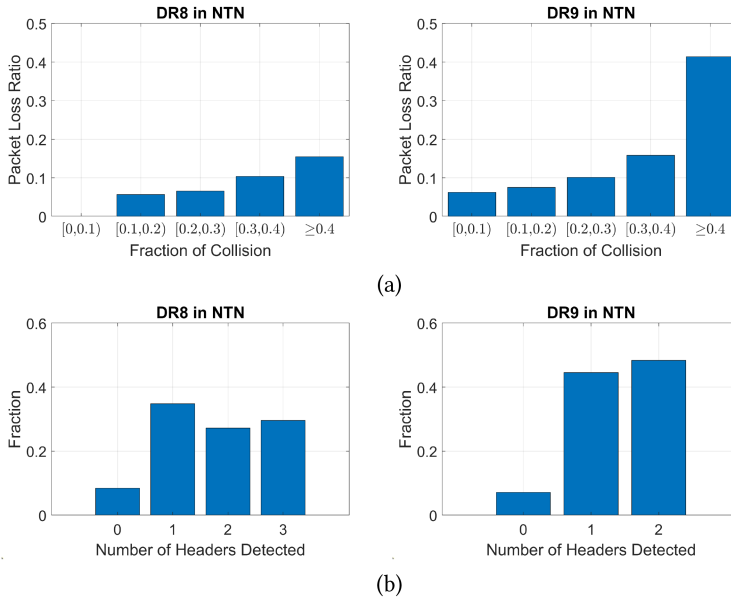 DR8 in NTN
Packet Loss Ratio
0.5
0.4
0.3
0.2
0.1
0
[0,0.1) [0.1,0.2) [0.2,0.3) [0.3,0.4) ≥0.4
Fraction of Collision
DR9 in NTN
Packet Loss Ratio
0.5
0.4
0.3
0.2
0.1
0
[0,0.1) [0.1,0.2) [0.2,0.3) [0.3,0.4) ≥0.4
Fraction of Collision
(a)
DR8 in NTN
Fraction
0.6
0.4
0.2
0
0 1 2 3
Number of Headers Detected
DR9 in NTN
Fraction
0.6
0.4
0.2
0
0 1 2
Number of Headers Detected
(b)